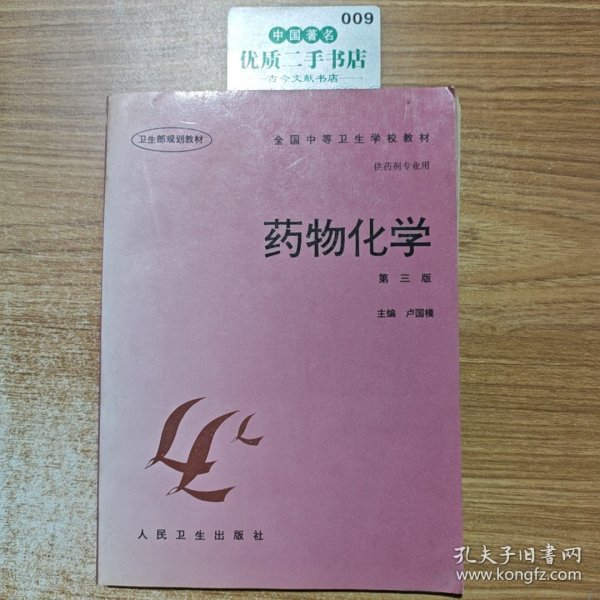 009
中国著名
优质二手书店
古今文献书店
卫生部规划教材
全国中等卫生学校教材
供药剂专业用
药物化学
第三版
主编 卢国模
人民卫生出版社
孔夫子旧书网
www.kongfz.com